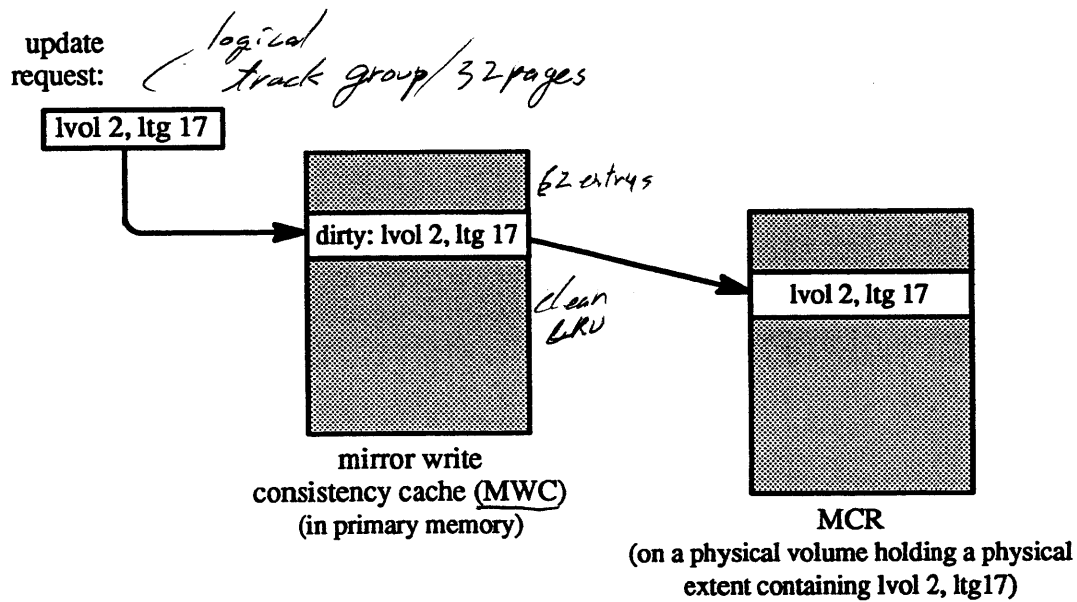 update
request:
( logical
track group/32 pages
lvol 2, ltg 17
62 entrys
dirty: lvol 2, ltg 17
clean
LRU
lvol 2, ltg 17
mirror write
consistency cache (MWC)
(in primary memory)
MCR
(on a physical volume holding a physical
extent containing lvol 2, ltg17)